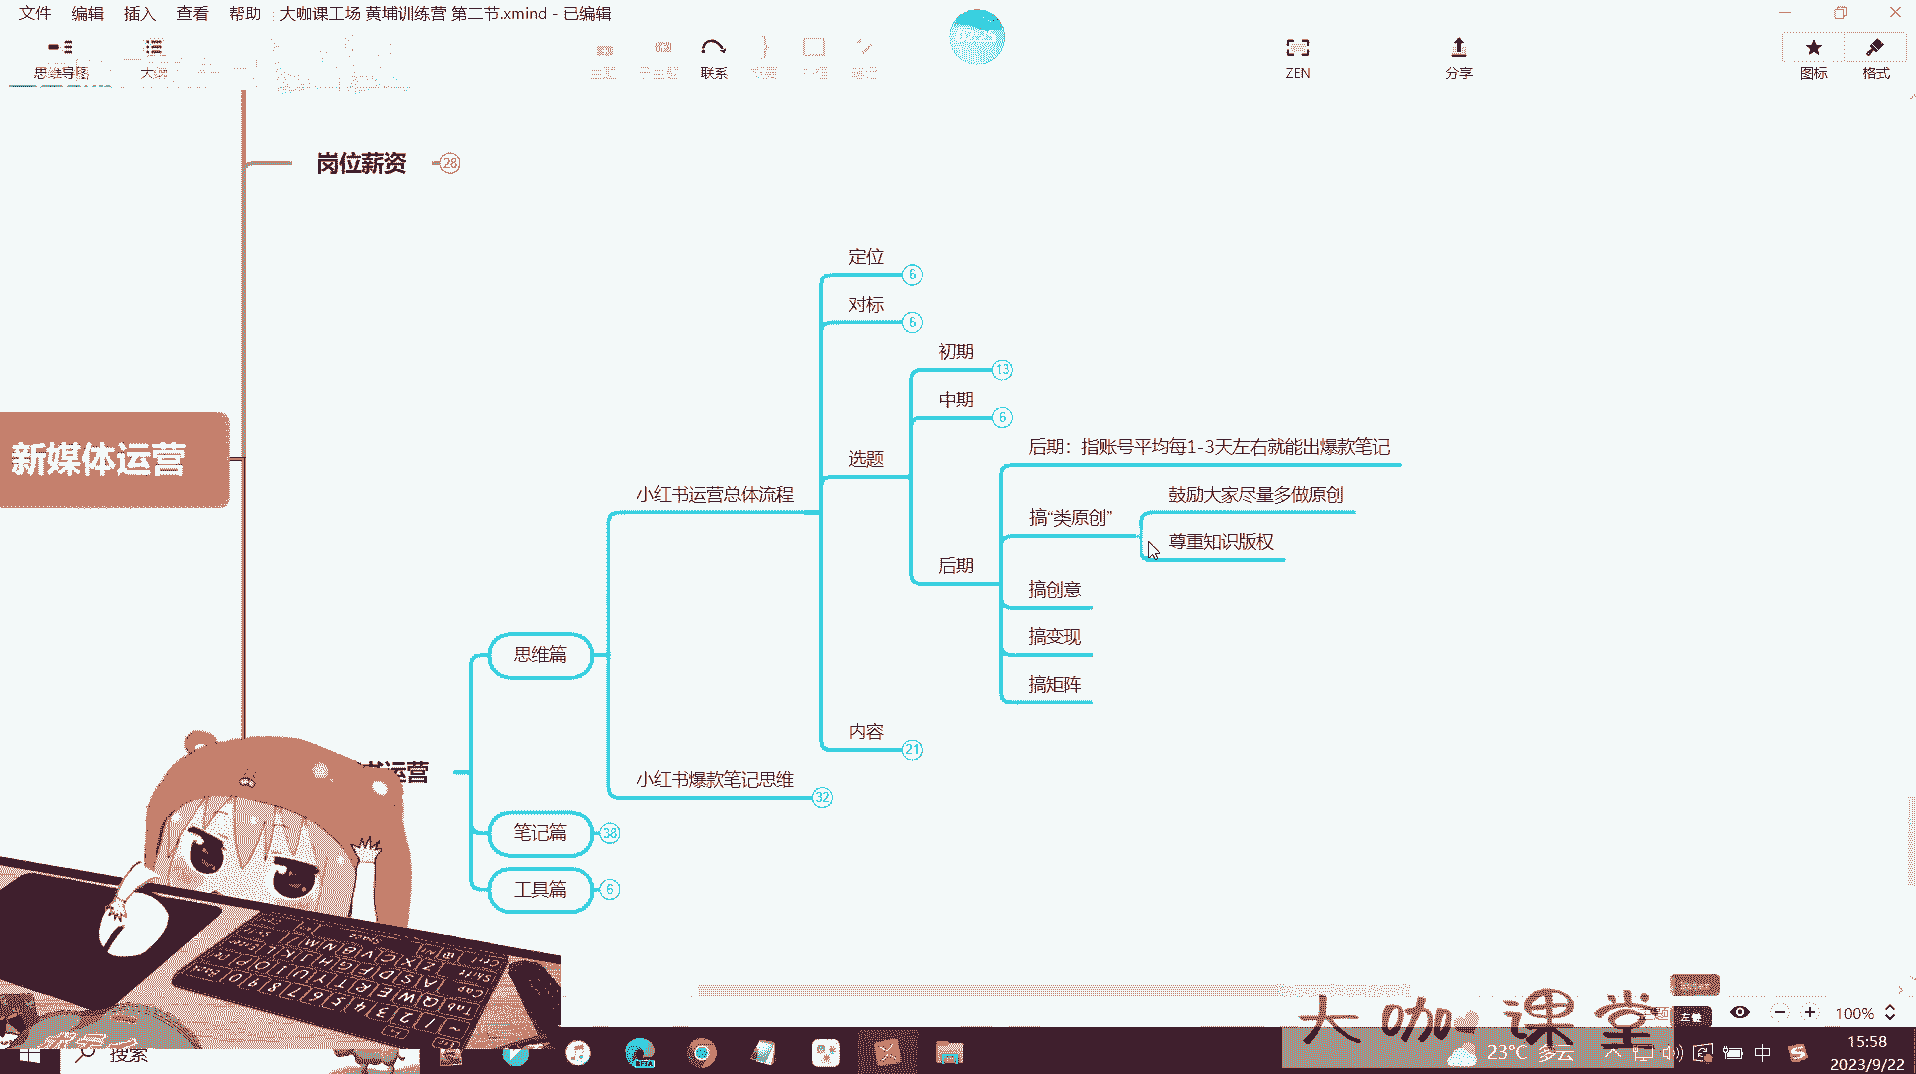 文件 编辑 插入 查看 帮助 大咖课工场 黄埔训练营 第二节.xmind - 已编辑
思维导图
联系
ZEN
分享
图标
格式
岗位薪资 28
定位 6
对标 6
初期 13
中期 6
后期：指账号平均每1-3天左右就能出爆款笔记
选题
新媒体运营
小红书运营总体流程
鼓励大家尽量多做原创
搞“类原创”
尊重知识版权
后期
搞创意
搞变现
思维篇
搞矩阵
内容 21
运营
小红书爆款笔记思维 32
笔记篇 38
工具篇 6
大咖课堂
100%
搜索
23°C 多云
中
15:58
2023/9/22